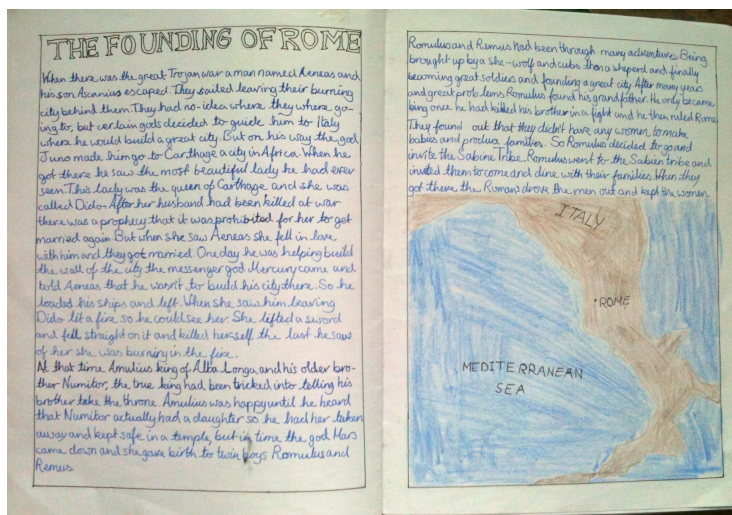 THE FOUNDING OF ROME
When there was the great Trojan war a man named Aeneas and
his son Ascanius escaped. They sailed leaving their burning
city behind them. They had no-idea where they where go-
ing to, but certain gods decided to guide him to Italy
where he would build a great city. But on his way the god
Juno made him go to Carthage a city in Africa. When he
got there he saw the most beautiful lady he had ever
seen. This lady was the queen of Carthage and she was
called Dido. After her husband had been killed at war
there was a prophecy that it was prohibited for her to get
married again. But when she saw Aeneas she fell in love
with him and they got married. One day he was helping build
the wall of the city the messenger god Mercury came and
told Aeneas that he wasn't to build his city there. So he
loaded his ships and left. When she saw him leaving
Dido lit a fire so he could see her. She lifted a sword
and fell straight on it and killed herself the last he saw
of her she was burning in the fire.
At that time Amulius king of Alba Longa and his older bro-
ther Numitor, the true king had been tricked into telling his
brother take the throne. Amulius was happy until he heard
that Numitor actually had a daughter so he had her taken
away and kept safe in a temple, but in time the god Mars
came down and she gave birth to twin boys Romulus and
Remus
Romulus and Remus had been through many adventures. Being
brought up by a she-wolf and cubs than a sheperd and finally
becoming great soldiers and founding a great city. After many years
and great problems Romulus found his grandfather. He only became
king once he had killed his brother in a fight and he then ruled Rome
They found out that they didn't have any women to make
babies and produce families. So Romulus decided to go and
invite the Sabine Tribe. Romulus went to the Sabien tribe and
invited them to come and dine with their families. When they
got there the Rumans drove the men out and kept the women
ITALY
ROME
MEDITERRANEAN
SEA